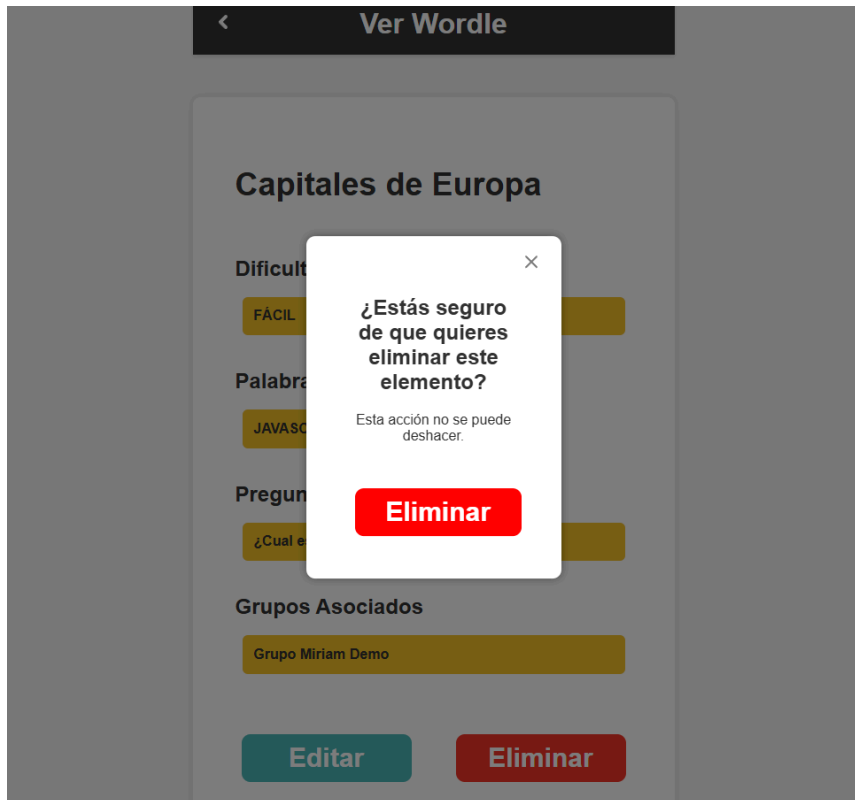 Ver Wordle
Capitales de Europa
Dificult
FÁCIL
¿Estás seguro
de que quieres
eliminar este
elemento?
Esta acción no se puede
deshacer.
Eliminar
Palabra
JAVASC
Pregun
¿Cual e
Grupos Asociados
Grupo Miriam Demo
Editar
Eliminar